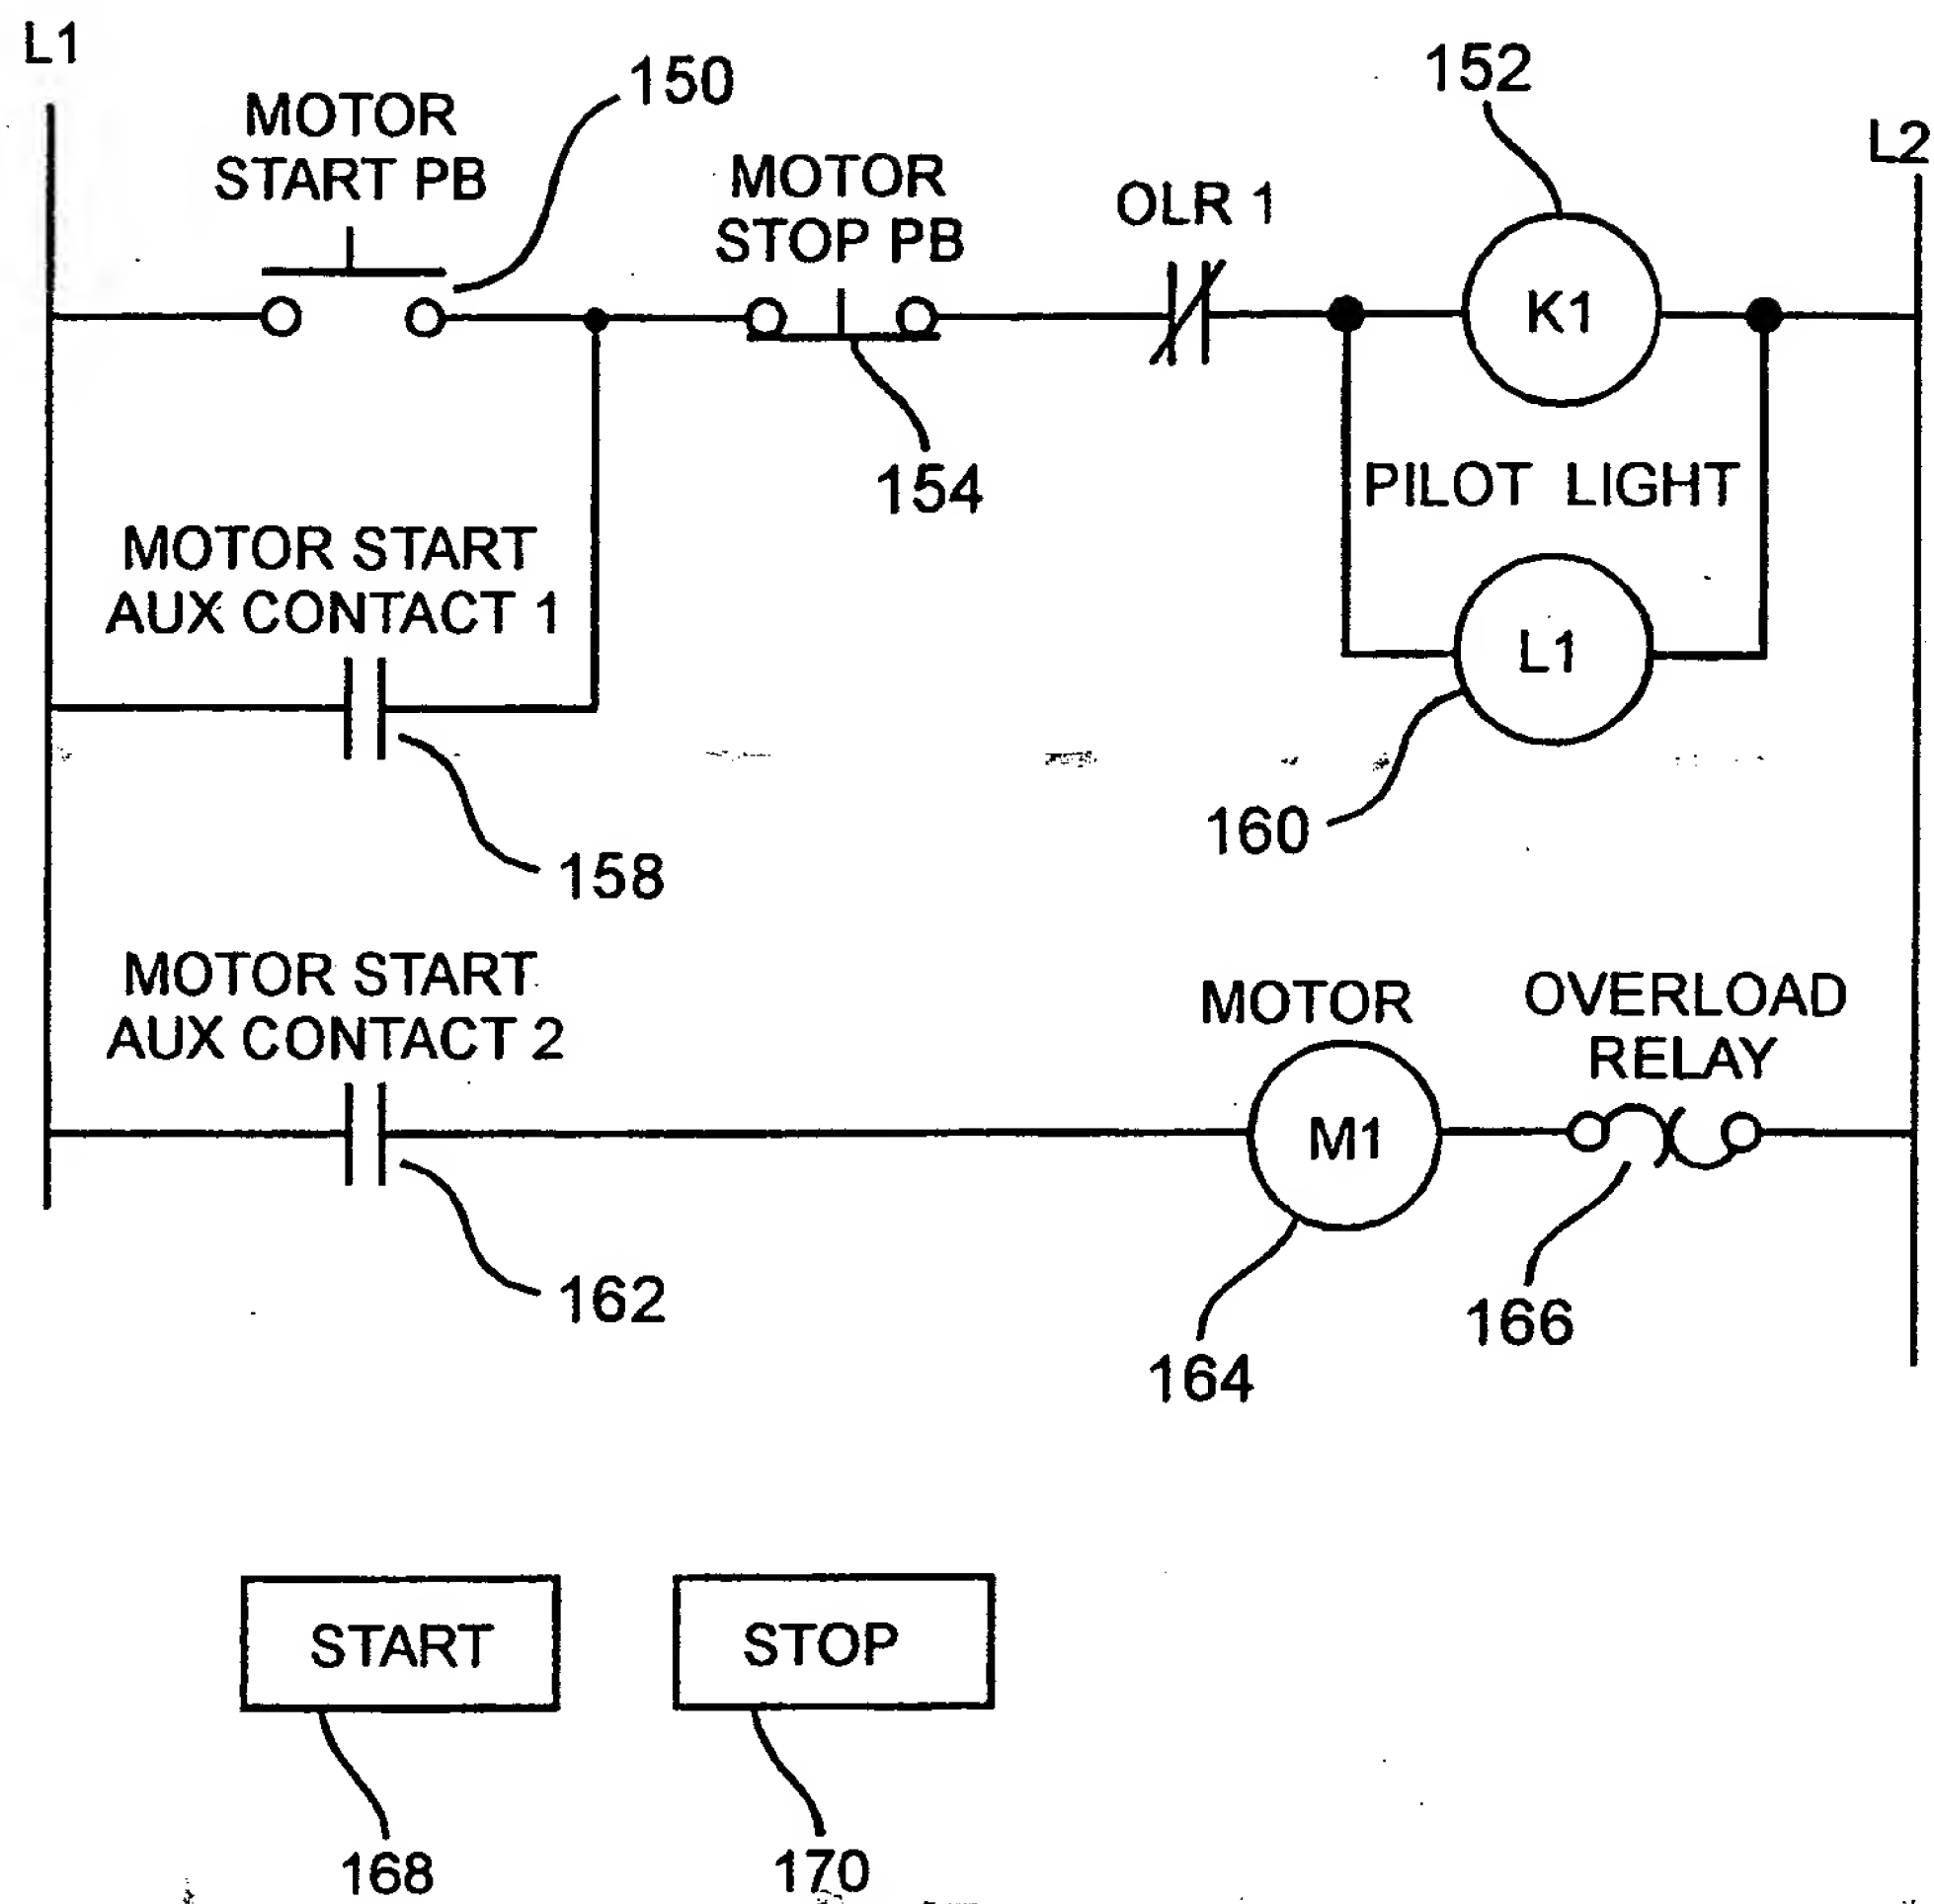 L1
150
152
MOTOR
START PB
L2
MOTOR
STOP PB
OLR 1
K1
154
PILOT LIGHT
MOTOR START
AUX CONTACT 1
L1
160
158
MOTOR START
AUX CONTACT 2
MOTOR
OVERLOAD
RELAY
M1
162
166
164
START
STOP
168
170